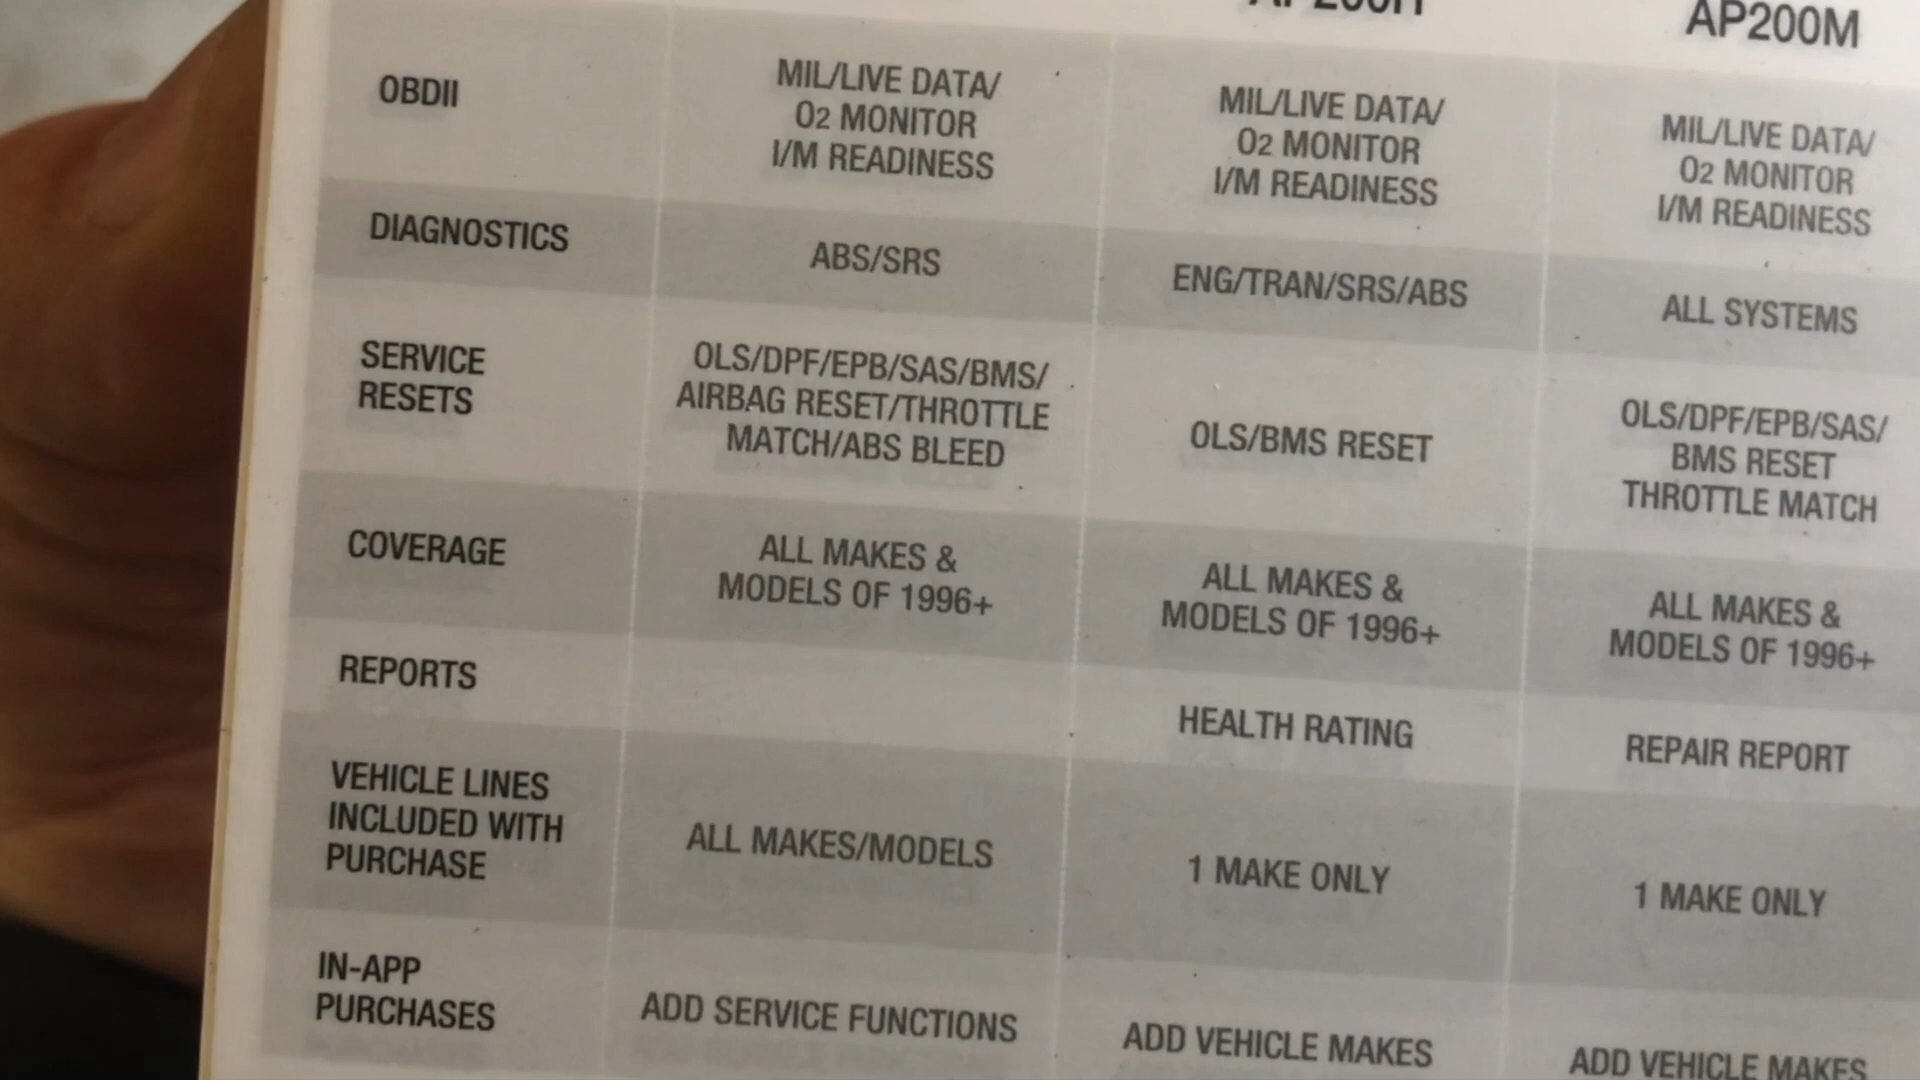 AP200M
OBDII
MIL/LIVE DATA/
O2 MONITOR
I/M READINESS
MIL/LIVE DATA/
O2 MONITOR
I/M READINESS
MIL/LIVE DATA/
O2 MONITOR
I/M READINESS
DIAGNOSTICS
ABS/SRS
ENG/TRAN/SRS/ABS
ALL SYSTEMS
SERVICE
RESETS
OLS/DPF/EPB/SAS/BMS/
AIRBAG RESET/THROTTLE
MATCH/ABS BLEED
OLS/BMS RESET
OLS/DPF/EPB/SAS/
BMS RESET
THROTTLE MATCH
COVERAGE
ALL MAKES &
MODELS OF 1996+
ALL MAKES &
MODELS OF 1996+
ALL MAKES &
MODELS OF 1996+
REPORTS
HEALTH RATING
REPAIR REPORT
VEHICLE LINES
INCLUDED WITH
PURCHASE
ALL MAKES/MODELS
1 MAKE ONLY
1 MAKE ONLY
IN-APP
PURCHASES
ADD SERVICE FUNCTIONS
ADD VEHICLE MAKES
ADD VEHICLE MAKES